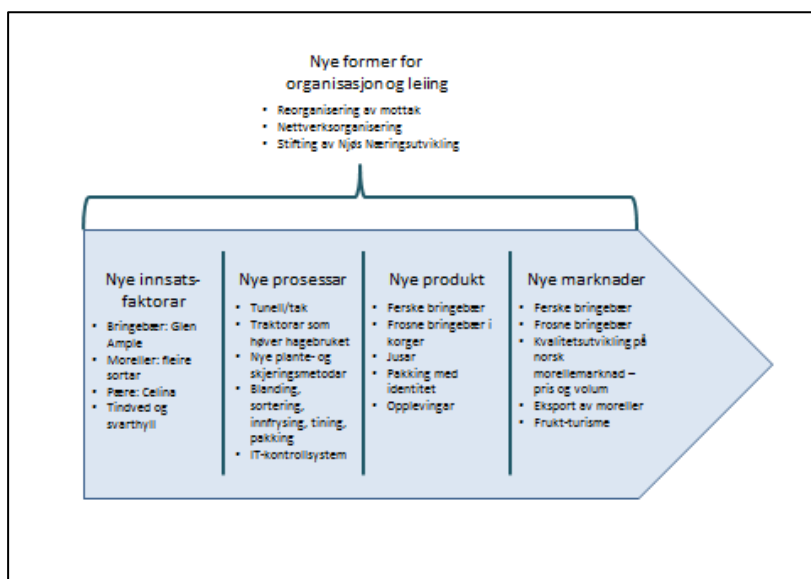 Nye former for
organisasjon og leiing
• Reorganisering av mottak
• Nettverksorganisering
• Stifting av Njøs Næringsutvikling
Nye innsats-
faktorar
• Bringebær: Glen
Ample
• Moreller: fleire
sortar
• Pære: Celina
• Tindved og
svarthyll
Nye prosessar
• Tunell/tak
• Traktorar som
høver hagebruket
• Nye plante- og
skjeringsmetodar
• Blanding,
sortering,
innfrysing, tining,
pakking
• IT-kontrollsystem
Nye produkt
• Ferske bringebær
• Frosne bringebær i
korger
• Jusar
• Pakking med
identitet
• Opplevingar
Nye marknader
• Ferske bringebær
• Frosne bringebær
• Kvalitetsutvikling på
norsk
morellemarknad –
pris og volum
• Eksport av moreller
• Frukt-turisme